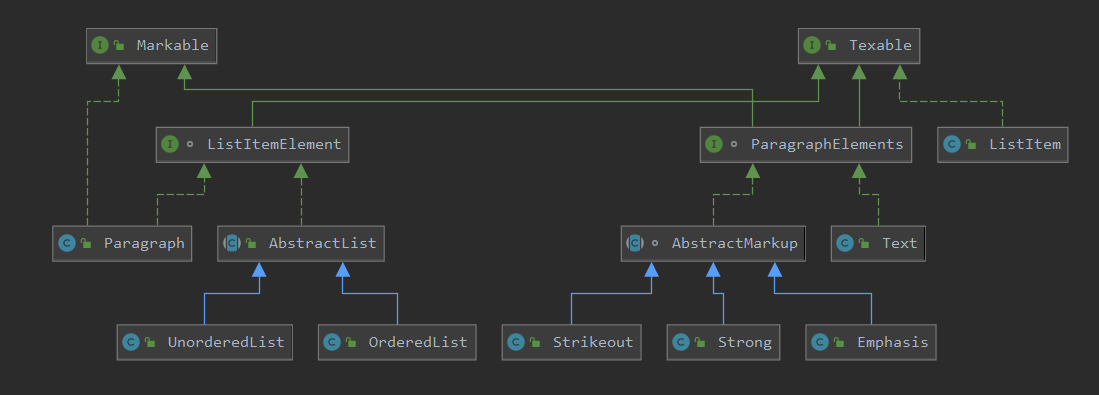 I Markable
I Texable
I ListItemElement
I ParagraphElements
C ListItem
C Paragraph
C AbstractList
C AbstractMarkup
C Text
C UnorderedList
C OrderedList
C Strikeout
C Strong
C Emphasis